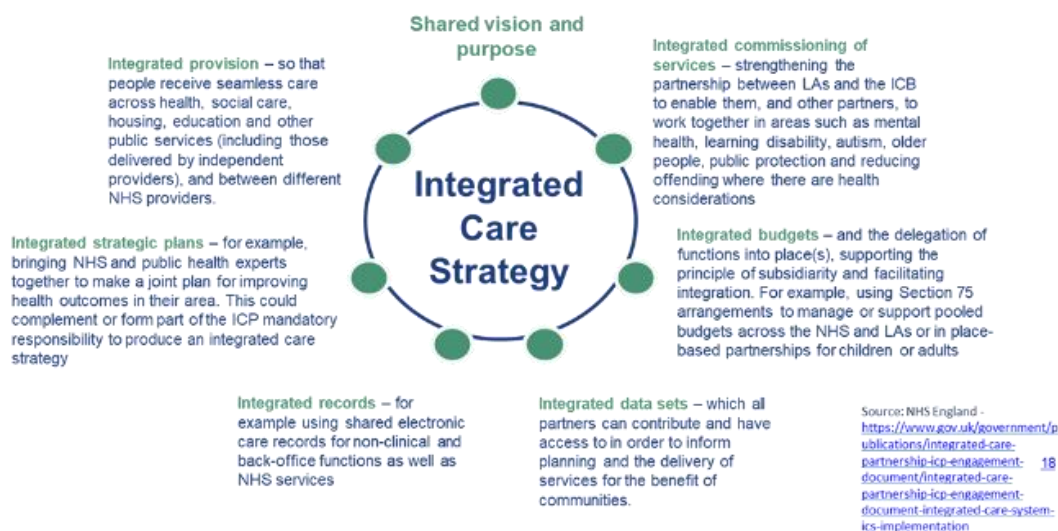 Shared vision and
purpose
Integrated provision – so that
people receive seamless care
across health, social care,
housing, education and other
public services (including those
delivered by independent
providers), and between different
NHS providers.
Integrated commissioning of
services – strengthening the
partnership between LAs and the ICB
to enable them, and other partners, to
work together in areas such as mental
health, learning disability, autism, older
people, public protection and reducing
offending where there are health
considerations
Integrated
Care
Strategy
Integrated strategic plans – for example,
bringing NHS and public health experts
together to make a joint plan for improving
health outcomes in their area. This could
complement or form part of the ICP mandatory
responsibility to produce an integrated care
strategy
Integrated budgets – and the delegation of
functions into place(s), supporting the
principle of subsidiarity and facilitating
integration. For example, using Section 75
arrangements to manage or support pooled
budgets across the NHS and LAs or in place-
based partnerships for children or adults
Integrated records – for
example using shared electronic
care records for non-clinical and
back-office functions as well as
NHS services
Integrated data sets – which all
partners can contribute and have
access to in order to inform
planning and the delivery of
services for the benefit of
communities.
Source: NHS England -
https://www.gov.uk/government/p
ublications/integrated-care-
partnership-icp-engagement-
document/integrated-care-
partnership-icp-engagement-
document-integrated-care-system-
ics-implementation
18